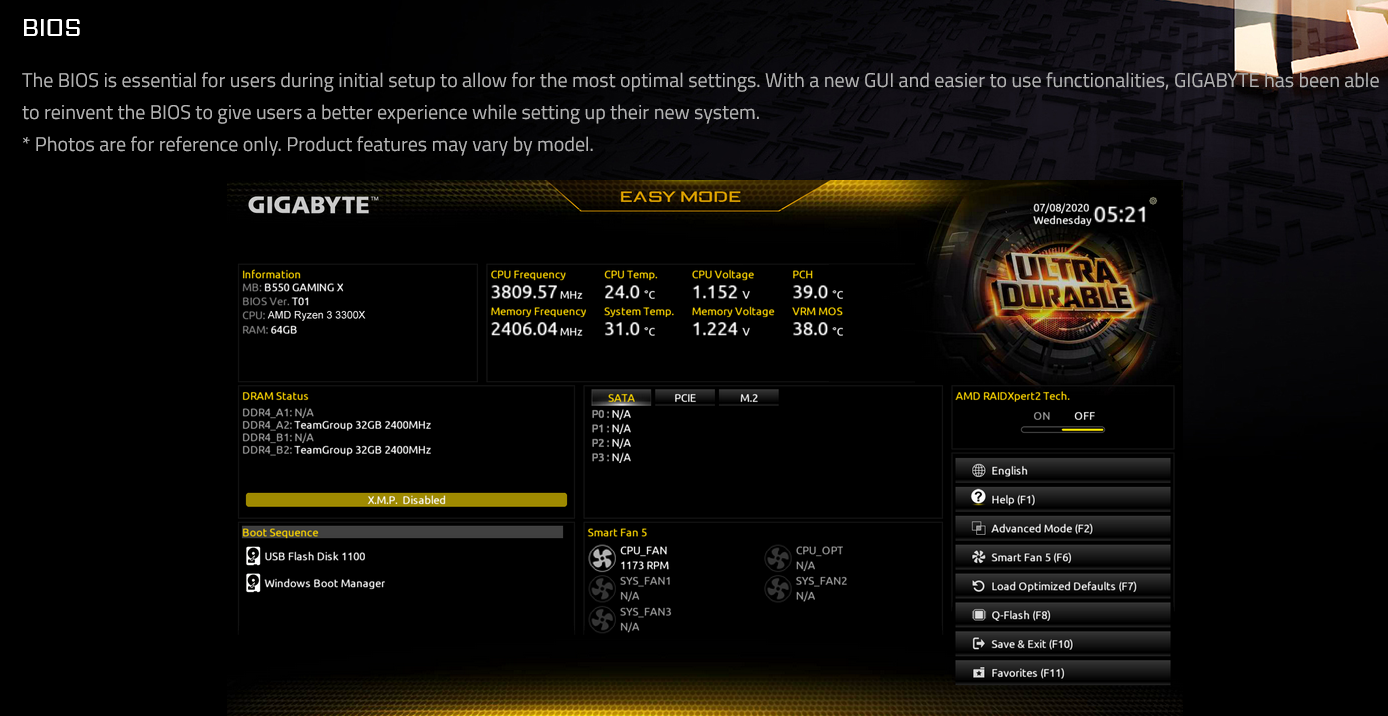 BIOS
The BIOS is essential for users during initial setup to allow for the most optimal settings. With a new GUI and easier to use functionalities, GIGABYTE has been able
to reinvent the BIOS to give users a better experience while setting up their new system.
* Photos are for reference only. Product features may vary by model.
GIGABYTE™
EASY MODE
07/08/2020
Wednesday 05:21
ULTRA
DURABLE
Information
MB: B550 GAMING X
BIOS Ver. T01
CPU: AMD Ryzen 3 3300X
RAM: 64GB
CPU Frequency CPU Temp. CPU Voltage PCH
3809.57 MHz 24.0 °C 1.152 V 39.0 °C
Memory Frequency System Temp. Memory Voltage VRM MOS
2406.04 MHz 31.0 °C 1.224 V 38.0 °C
DRAM Status
DDR4_A1: N/A
DDR4_A2: TeamGroup 32GB 2400MHz
DDR4_B1: N/A
DDR4_B2: TeamGroup 32GB 2400MHz
X.M.P. Disabled
SATA PCIE M.2
P0 : N/A
P1 : N/A
P2 : N/A
P3 : N/A
AMD RAIDXpert2 Tech.
ON OFF
Boot Sequence
USB Flash Disk 1100
Windows Boot Manager
Smart Fan 5
CPU_FAN CPU_OPT
1173 RPM N/A
SYS_FAN1 SYS_FAN2
N/A N/A
SYS_FAN3
N/A
English
Help (F1)
Advanced Mode (F2)
Smart Fan 5 (F6)
Load Optimized Defaults (F7)
Q-Flash (F8)
Save & Exit (F10)
Favorites (F11)